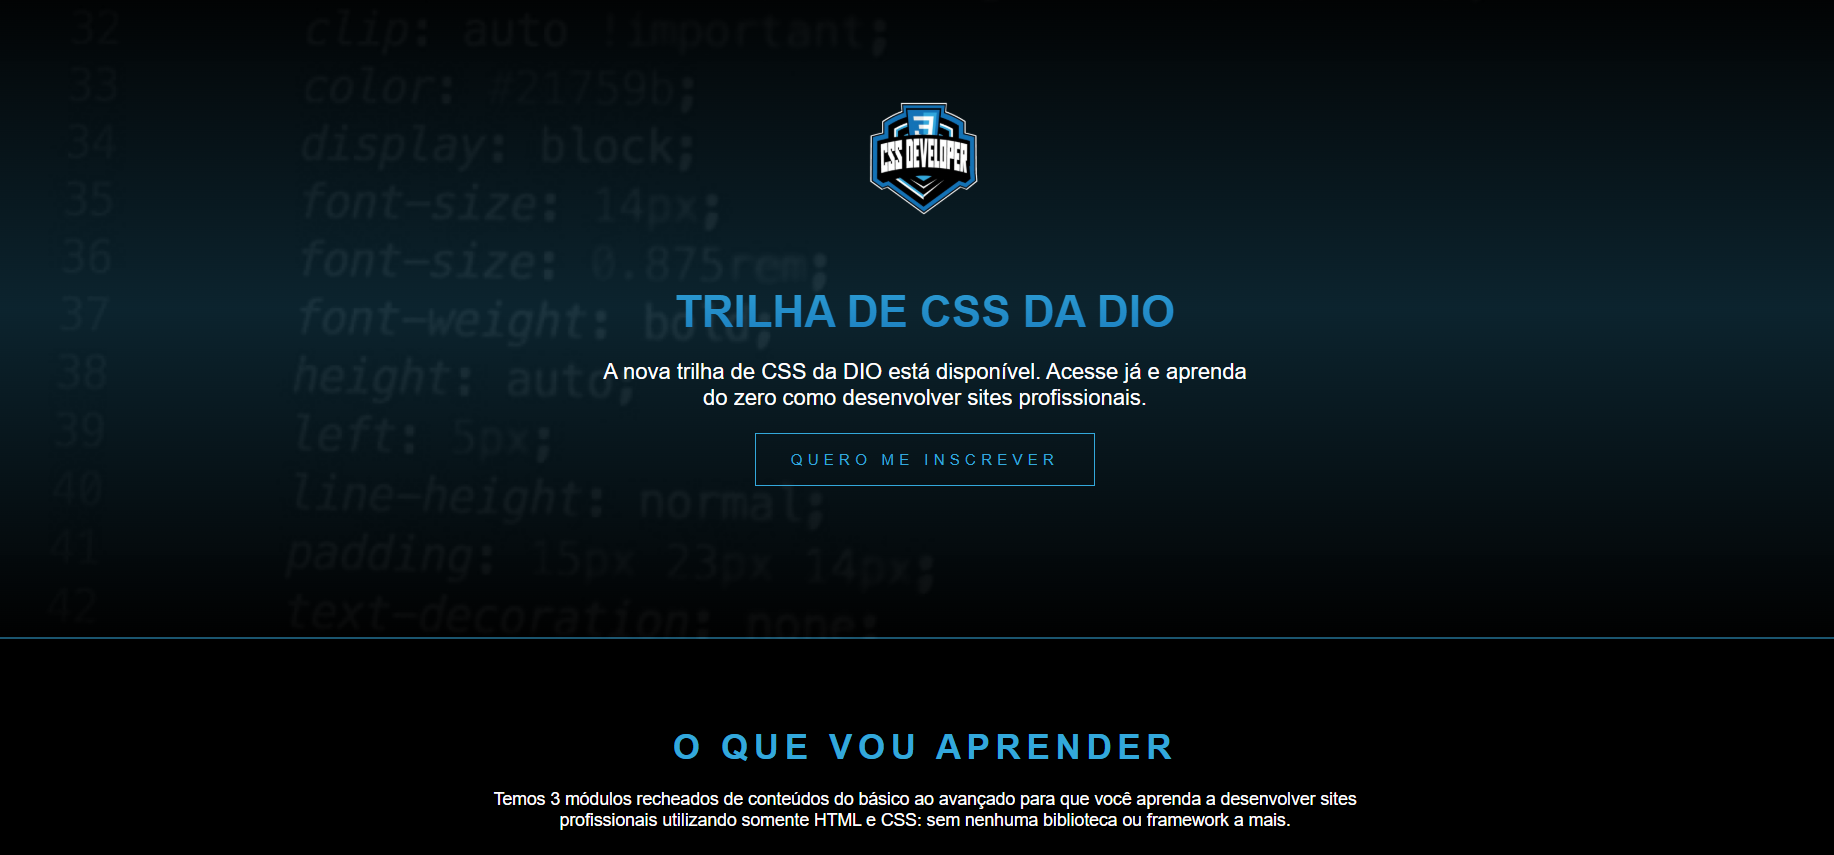 32 clip: auto !important;
33 color: #21759b;
34 display: block;
35 font-size: 14px;
36 font-size: 0.875rem;
37 font-weight: bold;
38 height: auto;
39 left: 5px;
40 line-height: normal;
41 padding: 15px 23px 14px;
42 text-decoration: none;
3
CSS DEVELOPER
TRILHA DE CSS DA DIO
A nova trilha de CSS da DIO está disponível. Acesse já e aprenda
do zero como desenvolver sites profissionais.
QUERO ME INSCREVER
O QUE VOU APRENDER
Temos 3 módulos recheados de conteúdos do básico ao avançado para que você aprenda a desenvolver sites
profissionais utilizando somente HTML e CSS: sem nenhuma biblioteca ou framework a mais.